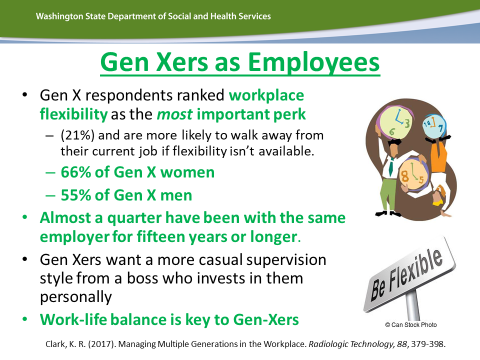 Washington State Department of Social and Health Services
Gen Xers as Employees
• Gen X respondents ranked workplace
flexibility as the most important perk
– (21%) and are more likely to walk away from
their current job if flexibility isn't available.
– 66% of Gen X women
– 55% of Gen X men
• Almost a quarter have been with the same
employer for fifteen years or longer.
• Gen Xers want a more casual supervision
style from a boss who invests in them
personally
• Work-life balance is key to Gen-Xers
Be Flexible
© Can Stock Photo
Clark, K. R. (2017). Managing Multiple Generations in the Workplace. Radiologic Technology, 88, 379-398.